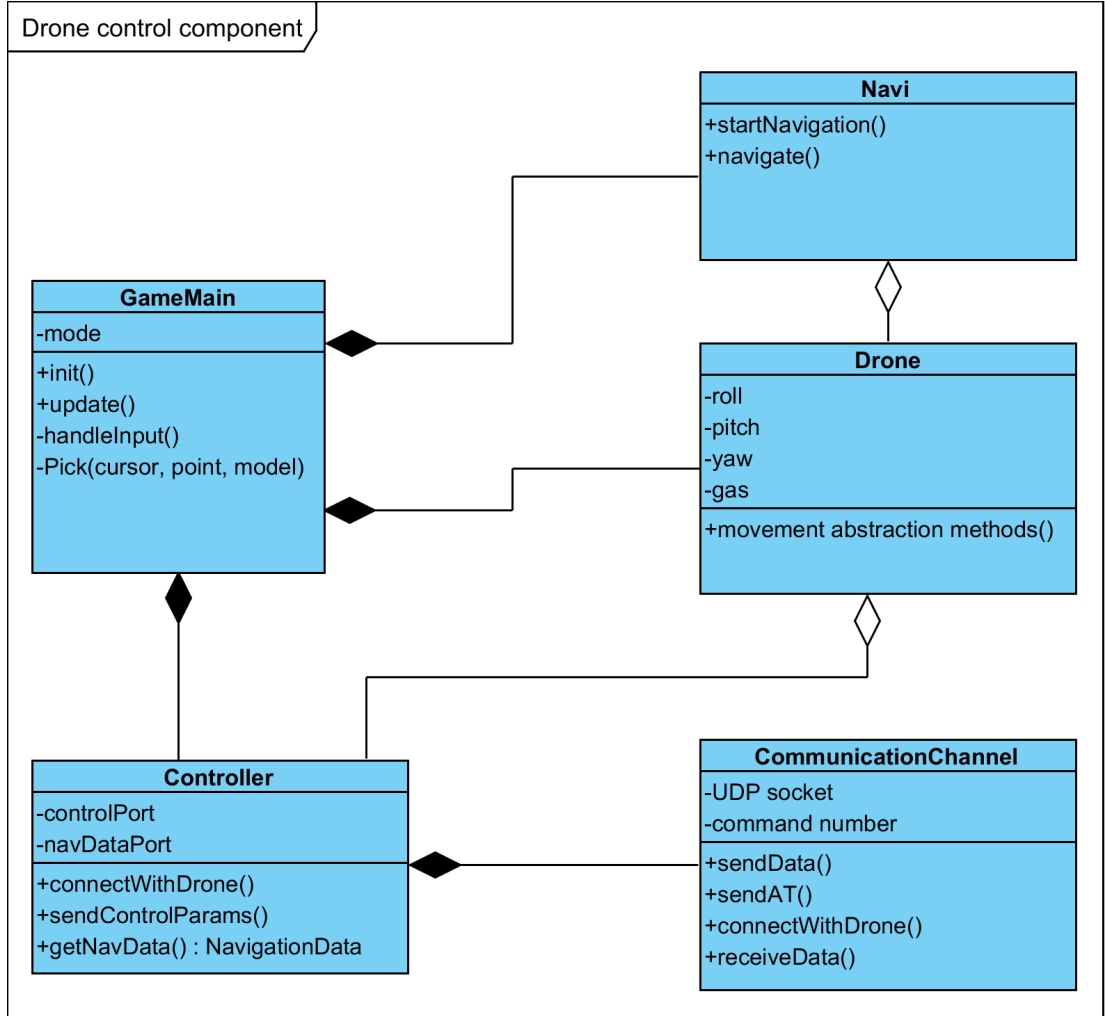 Drone control component
Navi
+startNavigation()
+navigate()
GameMain
-mode
+init()
+update()
-handleInput()
-Pick(cursor, point, model)
Drone
-roll
-pitch
-yaw
-gas
+movement abstraction methods()
Controller
-controlPort
-navDataPort
+connectWithDrone()
+sendControlParams()
+getNavData() : NavigationData
CommunicationChannel
-UDP socket
-command number
+sendData()
+sendAT()
+connectWithDrone()
+receiveData()